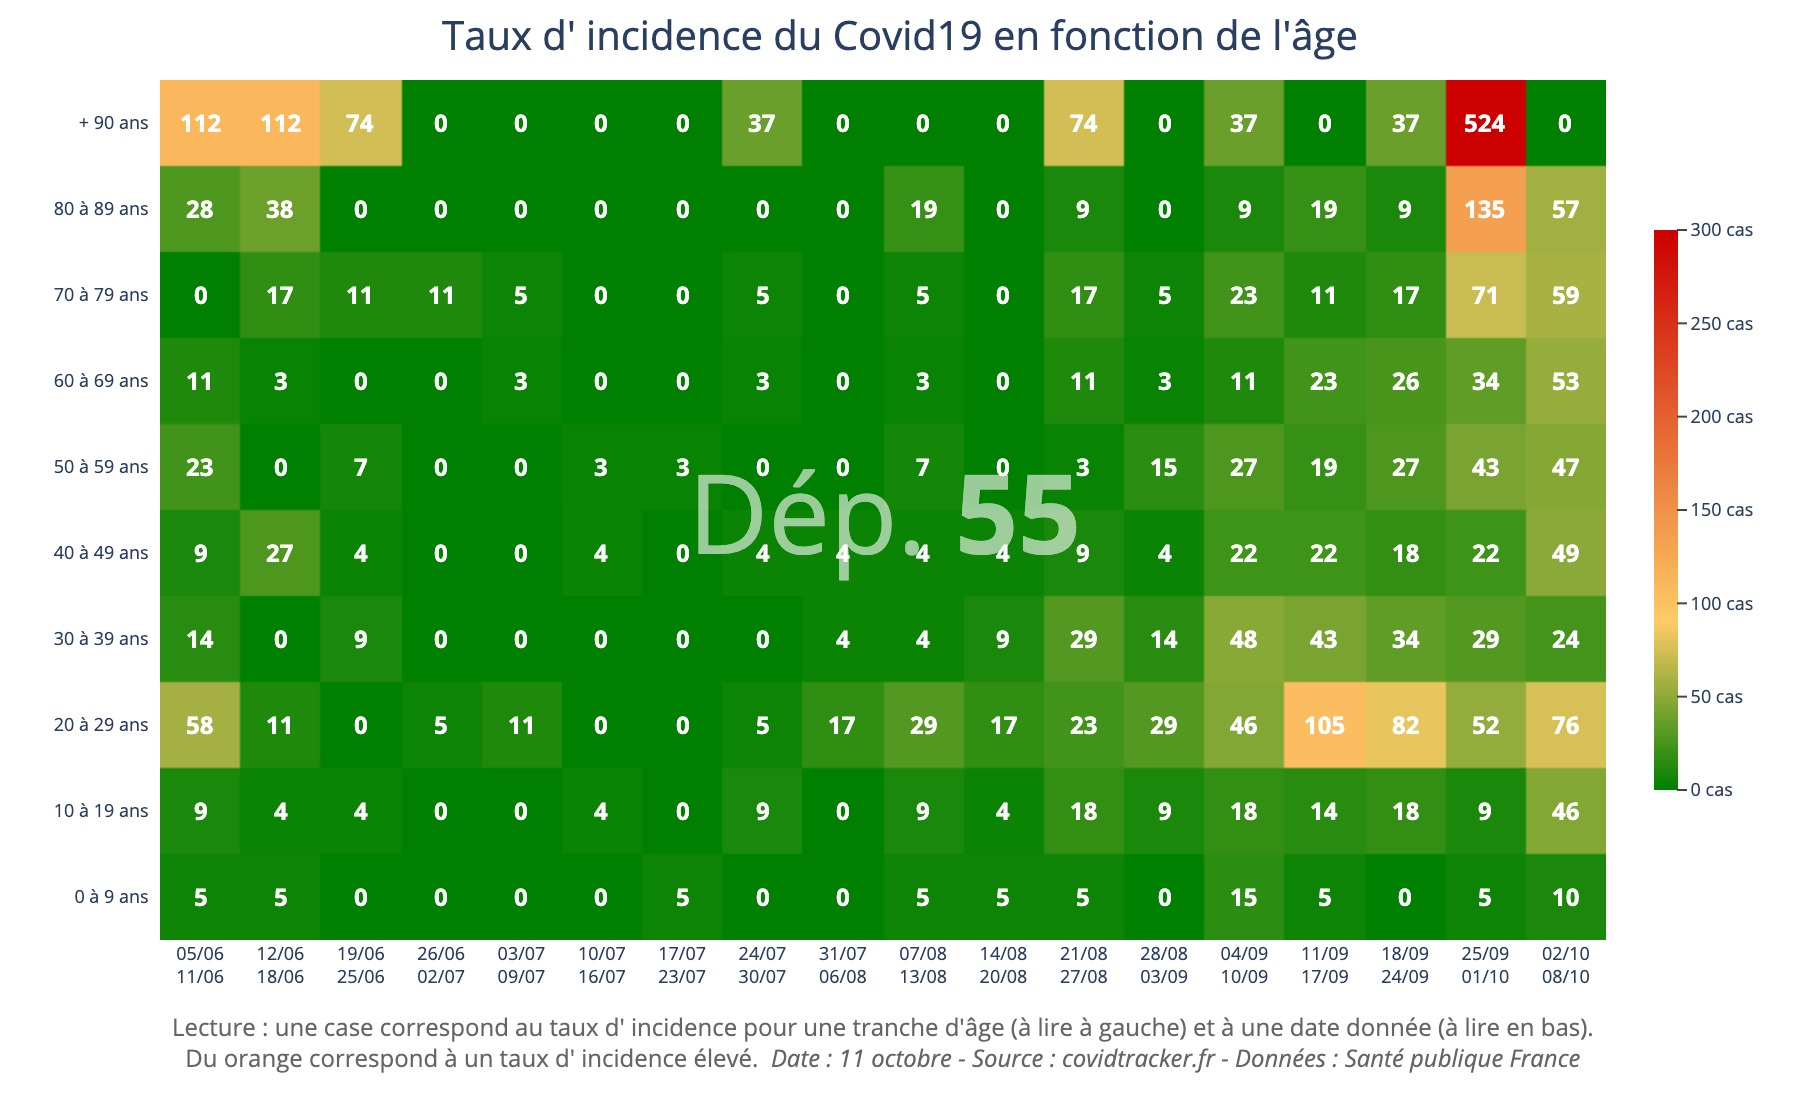 Taux d' incidence du Covid19 en fonction de l'âge
+ 90 ans 112 112 74 0 0 0 0 37 0 0 0 74 0 37 0 37 524 0
80 à 89 ans 28 38 0 0 0 0 0 0 0 19 0 9 0 9 19 9 135 57
70 à 79 ans 0 17 11 11 5 0 0 5 0 5 0 17 5 23 11 17 71 59
60 à 69 ans 11 3 0 0 3 0 0 3 0 3 0 11 3 11 23 26 34 53
50 à 59 ans 23 0 7 0 0 3 3 0 0 7 0 3 15 27 19 27 43 47
Dép. 55
40 à 49 ans 9 27 4 0 0 4 0 4 4 4 4 9 4 22 22 18 22 49
30 à 39 ans 14 0 9 0 0 0 0 0 4 4 9 29 14 48 43 34 29 24
20 à 29 ans 58 11 0 5 11 0 0 5 17 29 17 23 29 46 105 82 52 76
10 à 19 ans 9 4 4 0 0 4 0 9 0 9 4 18 9 18 14 18 9 46
0 à 9 ans 5 5 0 0 0 0 5 0 0 5 5 5 0 15 5 0 5 10
05/06 12/06 19/06 26/06 03/07 10/07 17/07 24/07 31/07 07/08 14/08 21/08 28/08 04/09 11/09 18/09 25/09 02/10
11/06 18/06 25/06 02/07 09/07 16/07 23/07 30/07 06/08 13/08 20/08 27/08 03/09 10/09 17/09 24/09 01/10 08/10
300 cas
250 cas
200 cas
150 cas
100 cas
50 cas
0 cas
Lecture : une case correspond au taux d' incidence pour une tranche d'âge (à lire à gauche) et à une date donnée (à lire en bas).
Du orange correspond à un taux d' incidence élevé. Date : 11 octobre - Source : covidtracker.fr - Données : Santé publique France